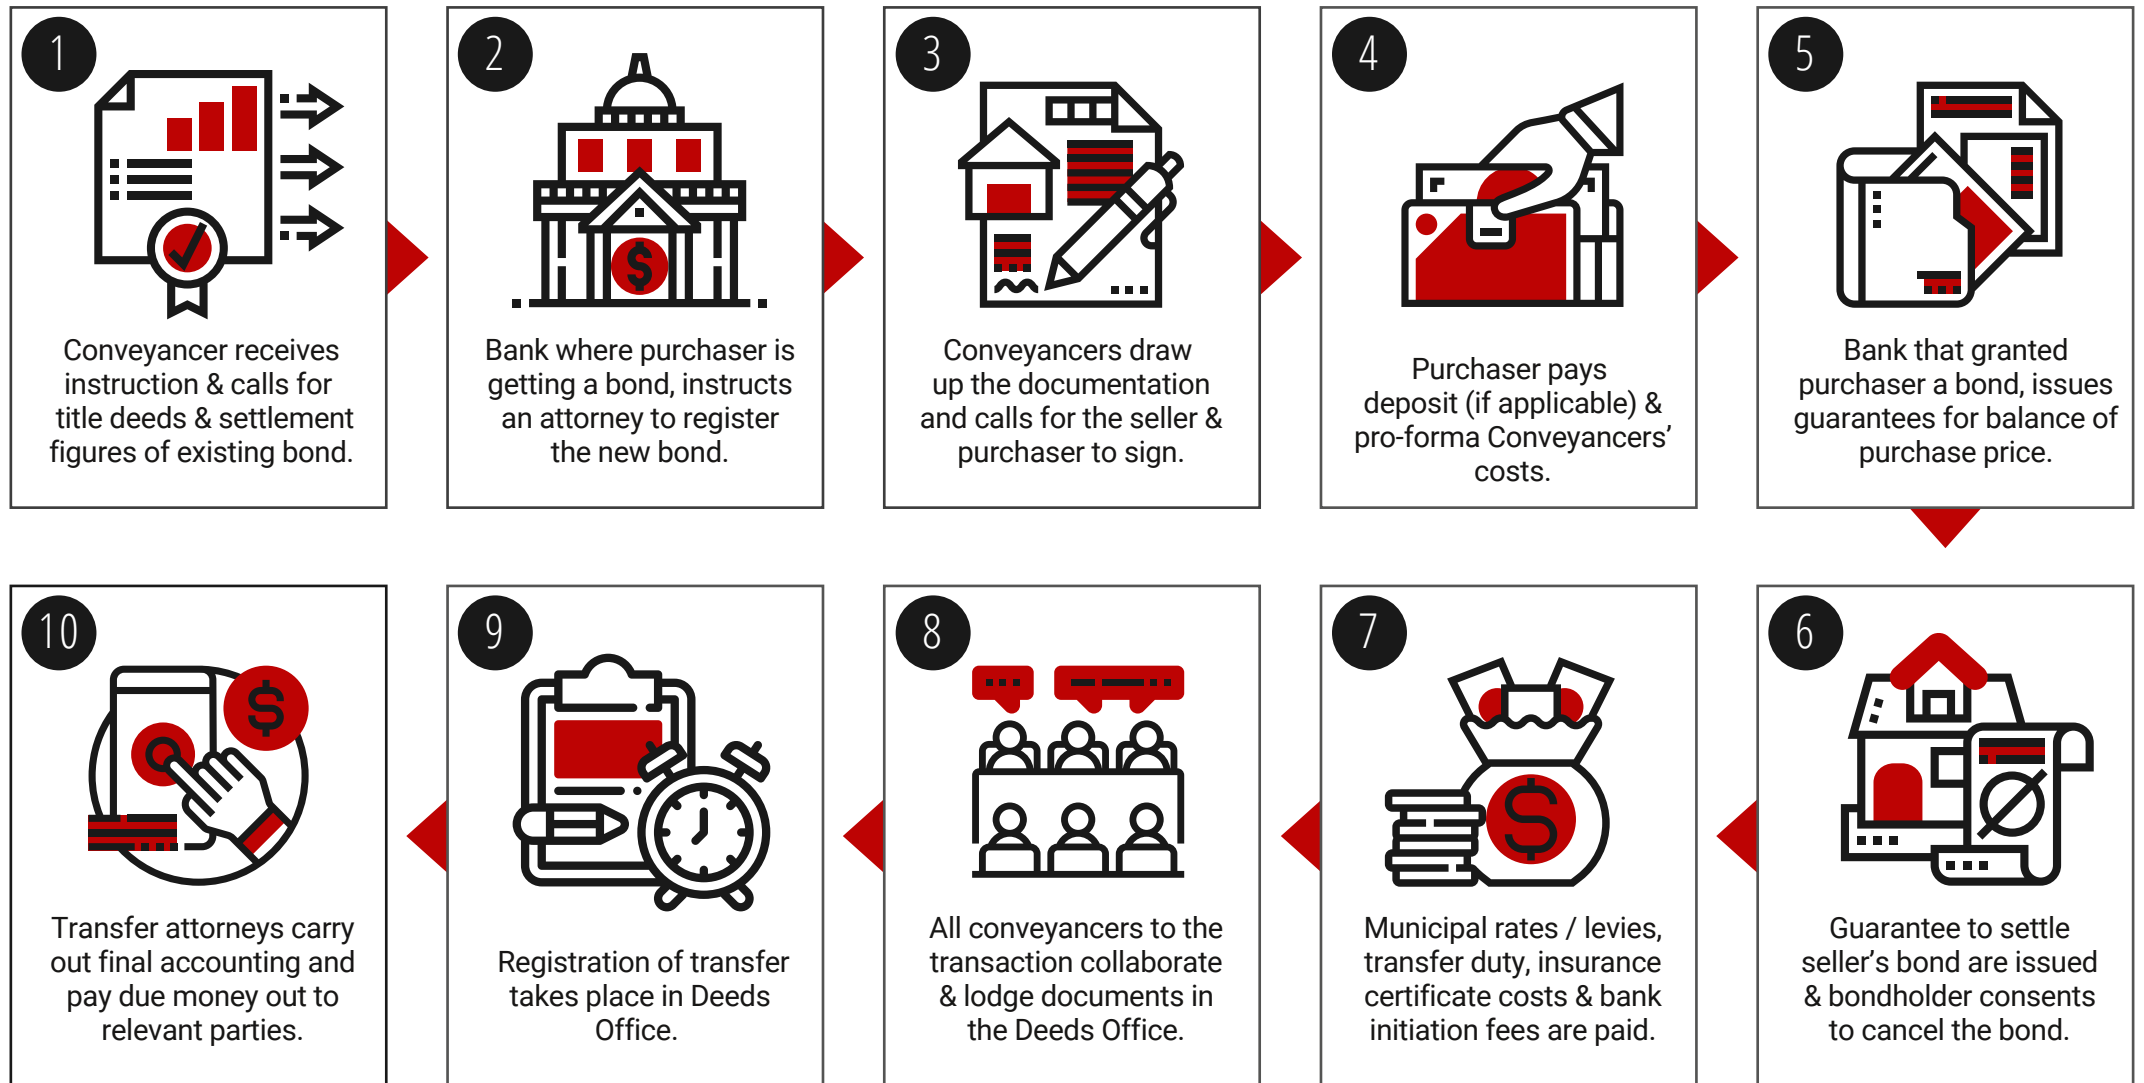 1
Conveyancer receives
instruction & calls for
title deeds & settlement
figures of existing bond.
2
$
Bank where purchaser is
getting a bond, instructs
an attorney to register
the new bond.
3
Conveyancers draw
up the documentation
and calls for the seller &
purchaser to sign.
4
Purchaser pays
deposit (if applicable) &
pro-forma Conveyancers’
costs.
5
Bank that granted
purchaser a bond, issues
guarantees for balance of
purchase price.
6
Guarantee to settle
seller’s bond are issued
& bondholder consents
to cancel the bond.
7
$
Municipal rates / levies,
transfer duty, insurance
certificate costs & bank
initiation fees are paid.
8
All conveyancers to the
transaction collaborate
& lodge documents in
the Deeds Office.
9
Registration of transfer
takes place in Deeds
Office.
10
$
Transfer attorneys carry
out final accounting and
pay due money out to
relevant parties.